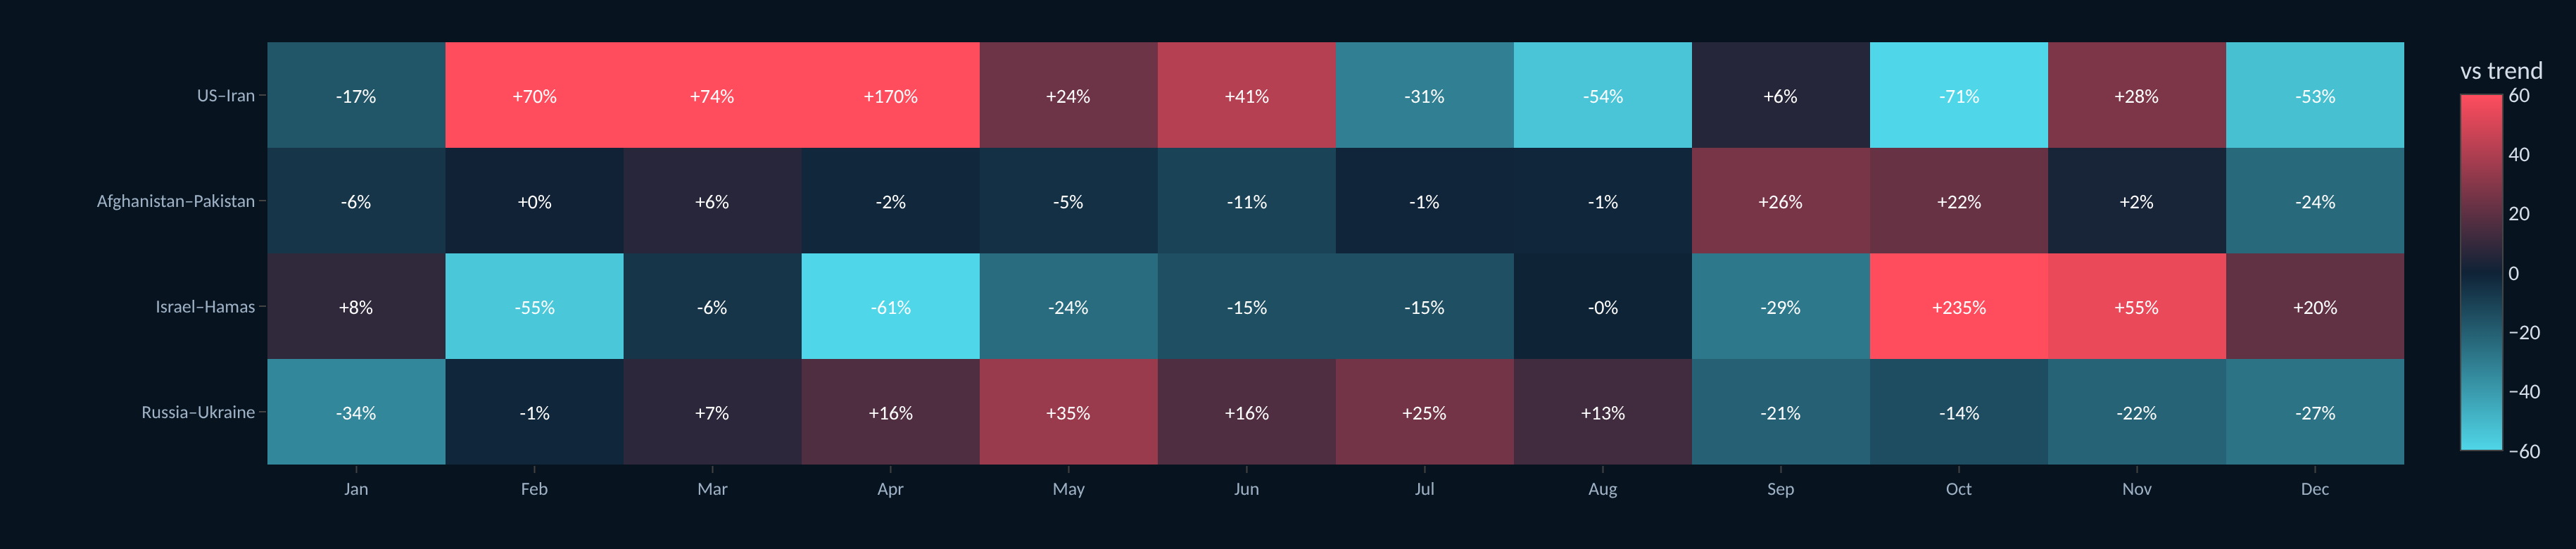 vs trend
US–Iran -17% +70% +74% +170% +24% +41% -31% -54% +6% -71% +28% -53%
Afghanistan–Pakistan -6% +0% +6% -2% -5% -11% -1% -1% +26% +22% +2% -24%
Israel–Hamas +8% -55% -6% -61% -24% -15% -15% -0% -29% +235% +55% +20%
Russia–Ukraine -34% -1% +7% +16% +35% +16% +25% +13% -21% -14% -22% -27%
Jan Feb Mar Apr May Jun Jul Aug Sep Oct Nov Dec
60
40
20
0
−20
−40
−60